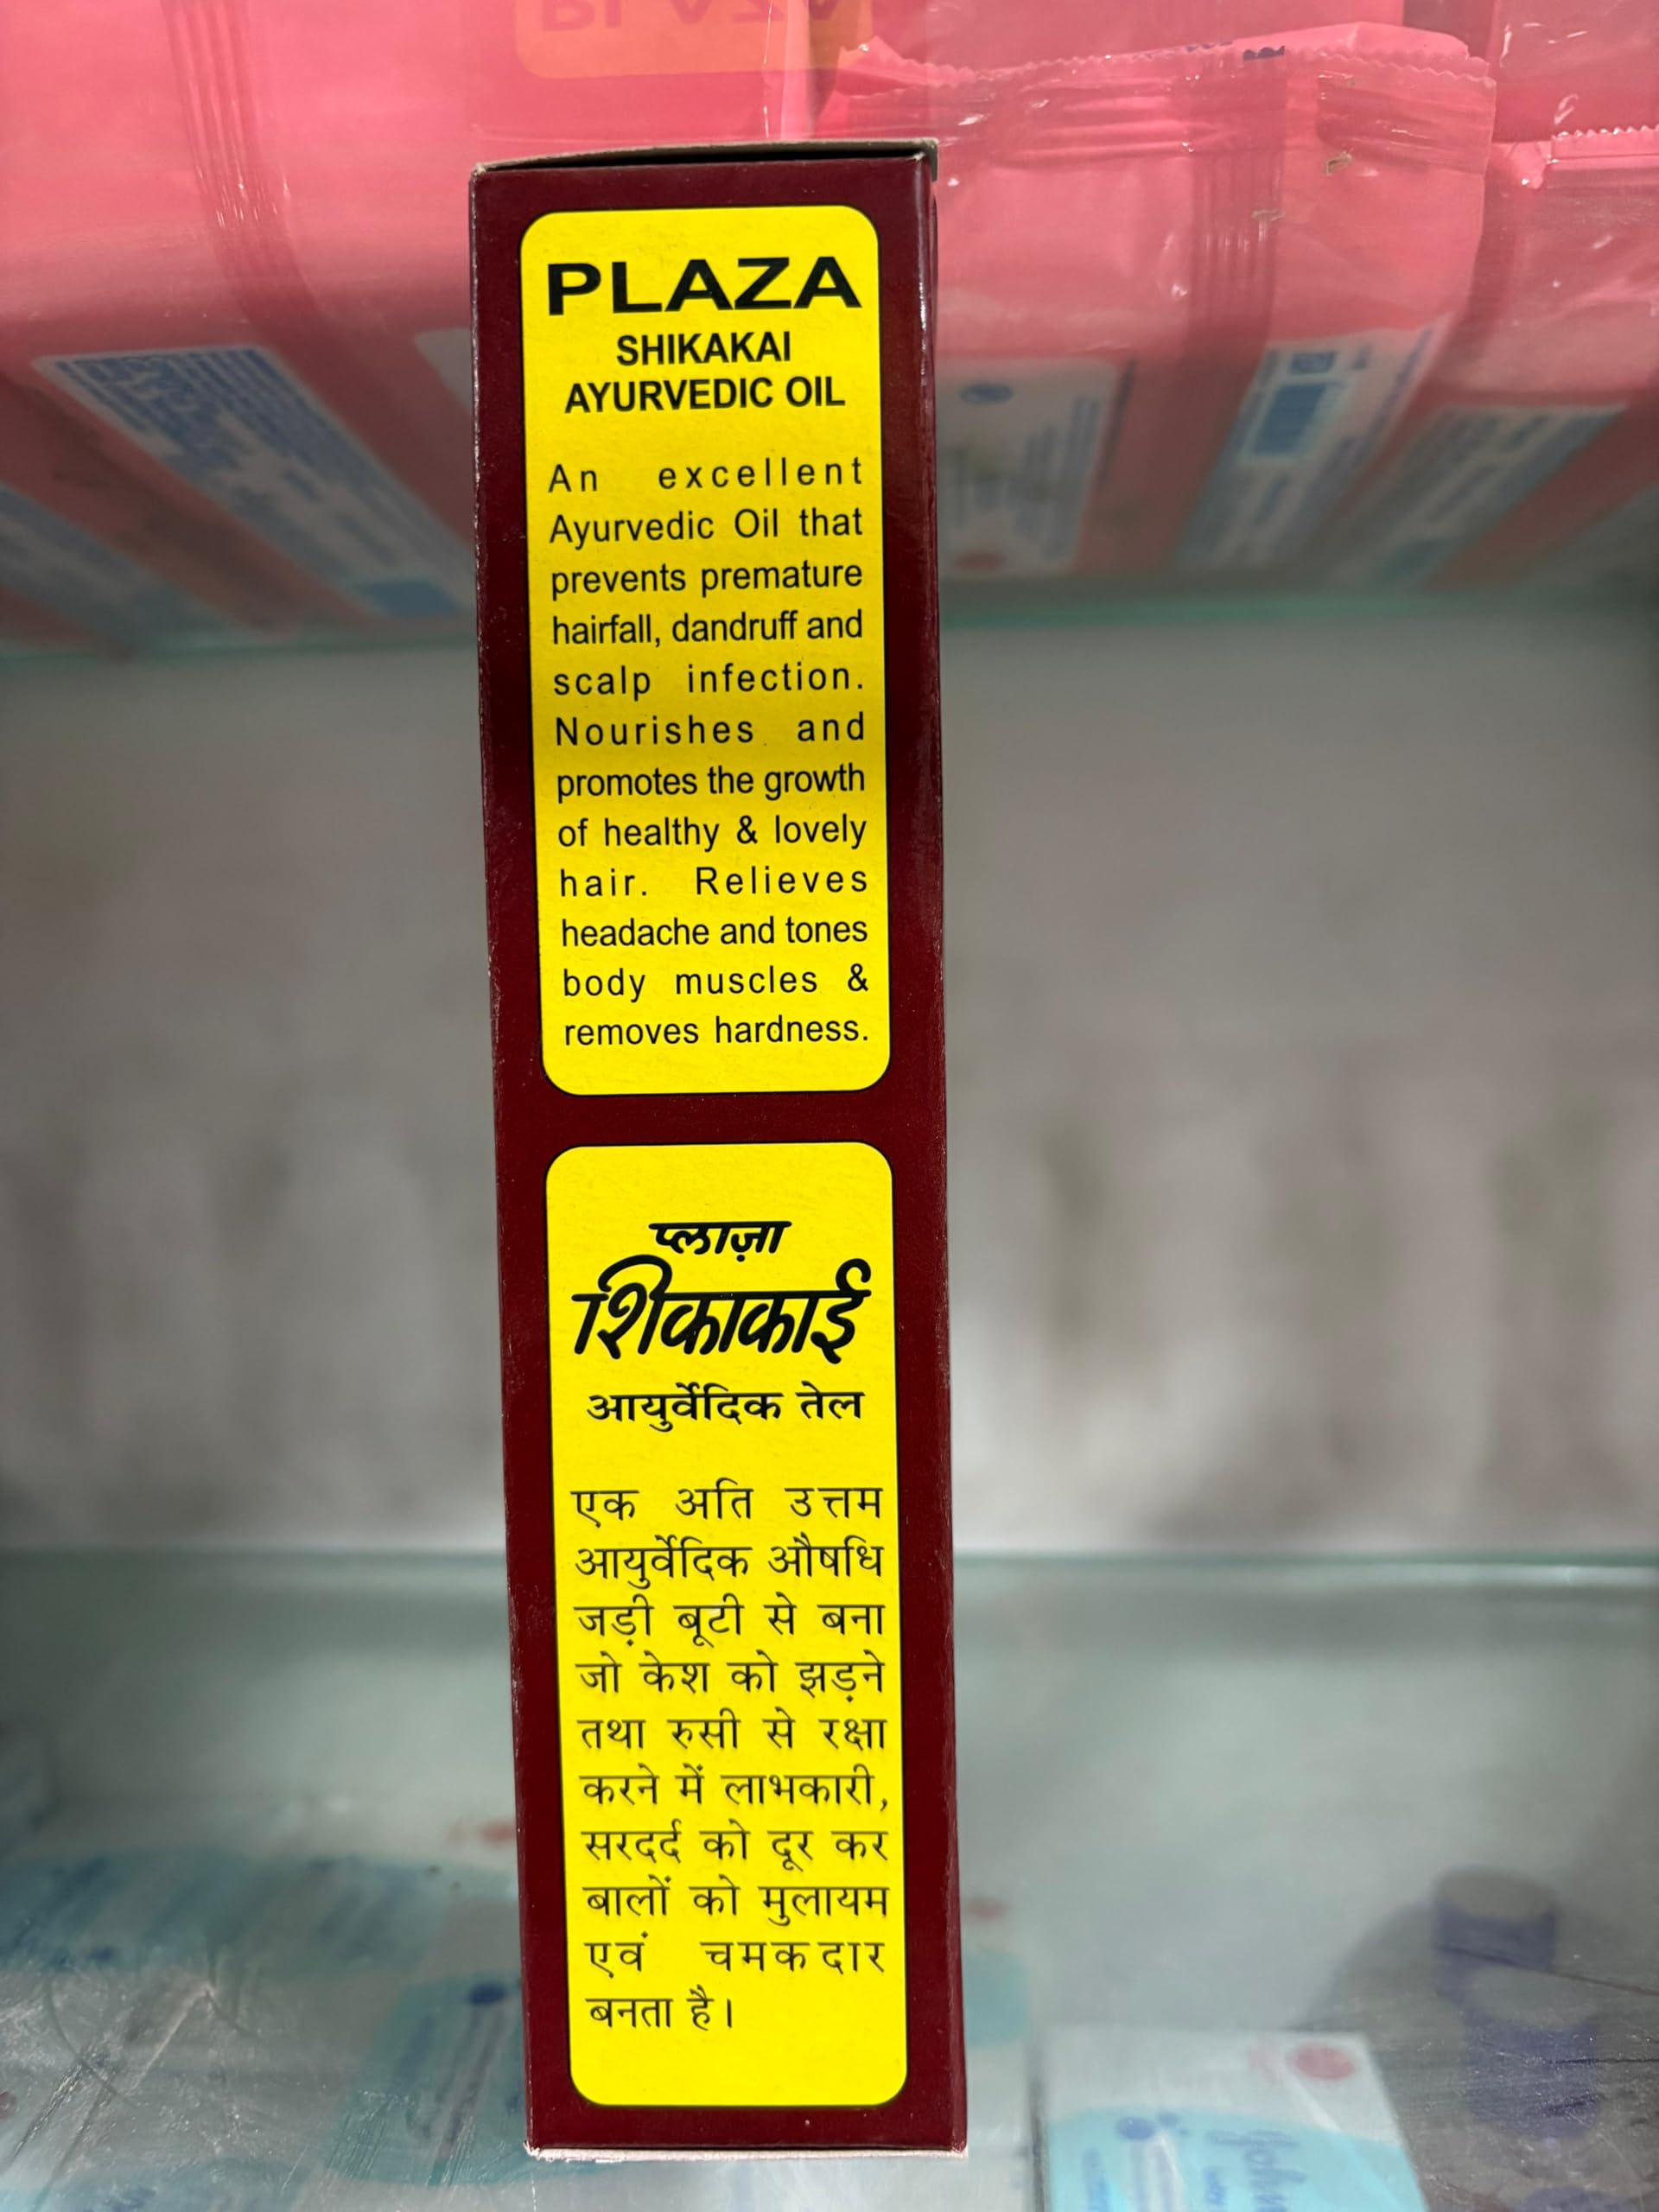 PLAZA
SHIKAKAI
AYURVEDIC OIL
An excellent
Ayurvedic Oil that
prevents premature
hairfall, dandruff and
scalp infection.
Nourishes and
promotes the growth
of healthy & lovely
hair. Relieves
headache and tones
body muscles &
removes hardness.
प्लाज़ा
शिकाकाई
आयुर्वेदिक तेल
एक अति उत्तम
आयुर्वेदिक औषधि
जड़ी बूटी से बना
जो केश को झड़ने
तथा रुसी से रक्षा
करने में लाभकारी,
सरदर्द को दूर कर
बालों को मुलायम
एवं चमकदार
बनता है।